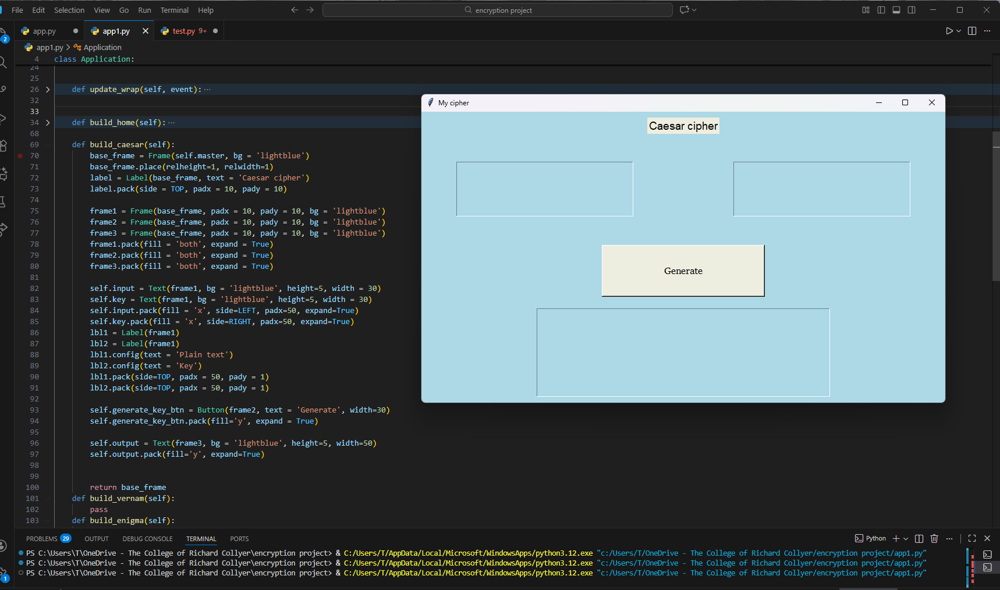 File Edit Selection View Go Run Terminal Help
encryption project
app.py
app1.py
test.py 9+
2
app1.py > Application
4 class Application:
24
25
26 def update_wrap(self, event):...
32
33
34 def build_home(self):...
68
69 def build_caesar(self):
70 base_frame = Frame(self.master, bg = 'lightblue')
71 base_frame.place(relheight=1, relwidth=1)
72 label = Label(base_frame, text = 'Caesar cipher')
73 label.pack(side = TOP, padx = 10, pady = 10)
74
75 frame1 = Frame(base_frame, padx = 10, pady = 10, bg = 'lightblue')
76 frame2 = Frame(base_frame, padx = 10, pady = 10, bg = 'lightblue')
77 frame3 = Frame(base_frame, padx = 10, pady = 10, bg = 'lightblue')
78 frame1.pack(fill = 'both', expand = True)
79 frame2.pack(fill = 'both', expand = True)
80 frame3.pack(fill = 'both', expand = True)
81
82 self.input = Text(frame1, bg = 'lightblue', height=5, width = 30)
83 self.key = Text(frame1, bg = 'lightblue', height=5, width = 30)
84 self.input.pack(fill = 'x', side=LEFT, padx=50, expand=True)
85 self.key.pack(fill = 'x', side=RIGHT, padx=50, expand=True)
86 lbl1 = Label(frame1)
87 lbl2 = Label(frame1)
88 lbl1.config(text = 'Plain text')
89 lbl2.config(text = 'Key')
90 lbl1.pack(side=TOP, padx = 50, pady = 1)
91 lbl2.pack(side=TOP, padx = 50, pady = 1)
92
93 self.generate_key_btn = Button(frame2, text = 'Generate', width=30)
94 self.generate_key_btn.pack(fill='y', expand = True)
95
96 self.output = Text(frame3, bg = 'lightblue', height=5, width=50)
97 self.output.pack(fill='y', expand=True)
98
99
100 return base_frame
101 def build_vernam(self):
102 pass
103 def build_enigma(self):
My cipher
Caesar cipher
Generate
PROBLEMS 29 OUTPUT DEBUG CONSOLE TERMINAL PORTS
Python
PS C:\Users\T\OneDrive - The College of Richard Collyer\encryption project> & C:/Users/T/AppData/Local/Microsoft/WindowsApps/python3.12.exe "c:/Users/T/OneDrive - The College of Richard Collyer/encryption project/app1.py"
PS C:\Users\T\OneDrive - The College of Richard Collyer\encryption project> & C:/Users/T/AppData/Local/Microsoft/WindowsApps/python3.12.exe "c:/Users/T/OneDrive - The College of Richard Collyer/encryption project/app1.py"
PS C:\Users\T\OneDrive - The College of Richard Collyer\encryption project> & C:/Users/T/AppData/Local/Microsoft/WindowsApps/python3.12.exe "c:/Users/T/OneDrive - The College of Richard Collyer/encryption project/app1.py"
1